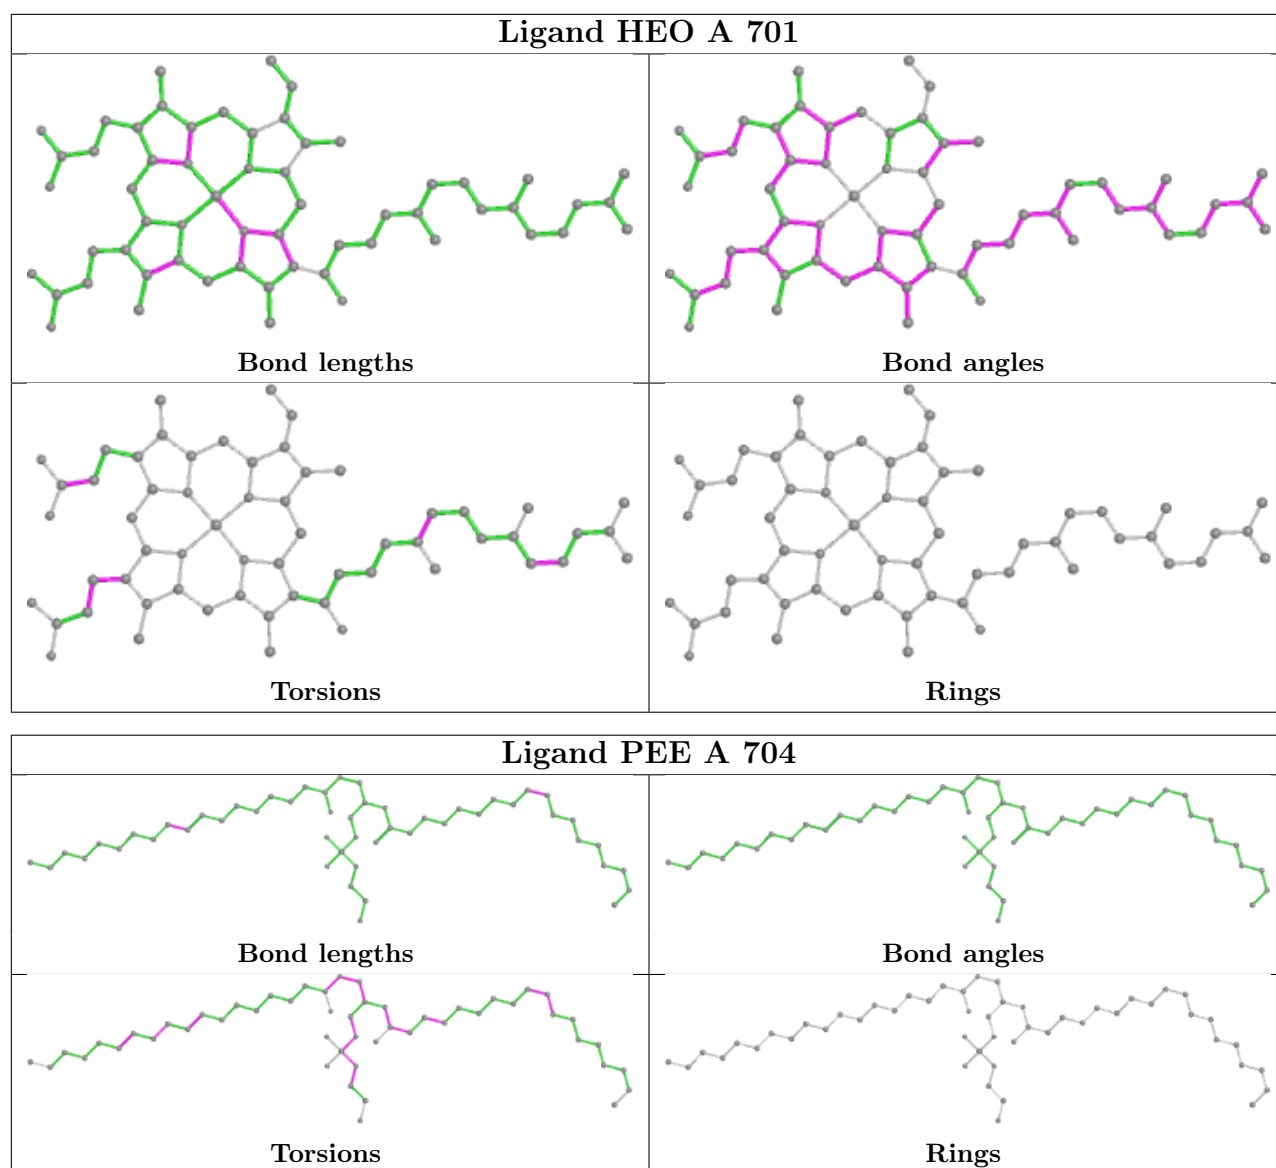 Ligand HEO A 701
Bond lengths
Bond angles
Torsions
Rings
Ligand PEE A 704
Bond lengths
Bond angles
Torsions
Rings